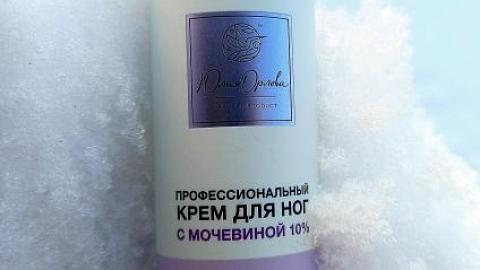 Юлия Орлова
ПРОФЕССИОНАЛЬНЫЙ
КРЕМ ДЛЯ НОГ
С МОЧЕВИНОЙ 10%